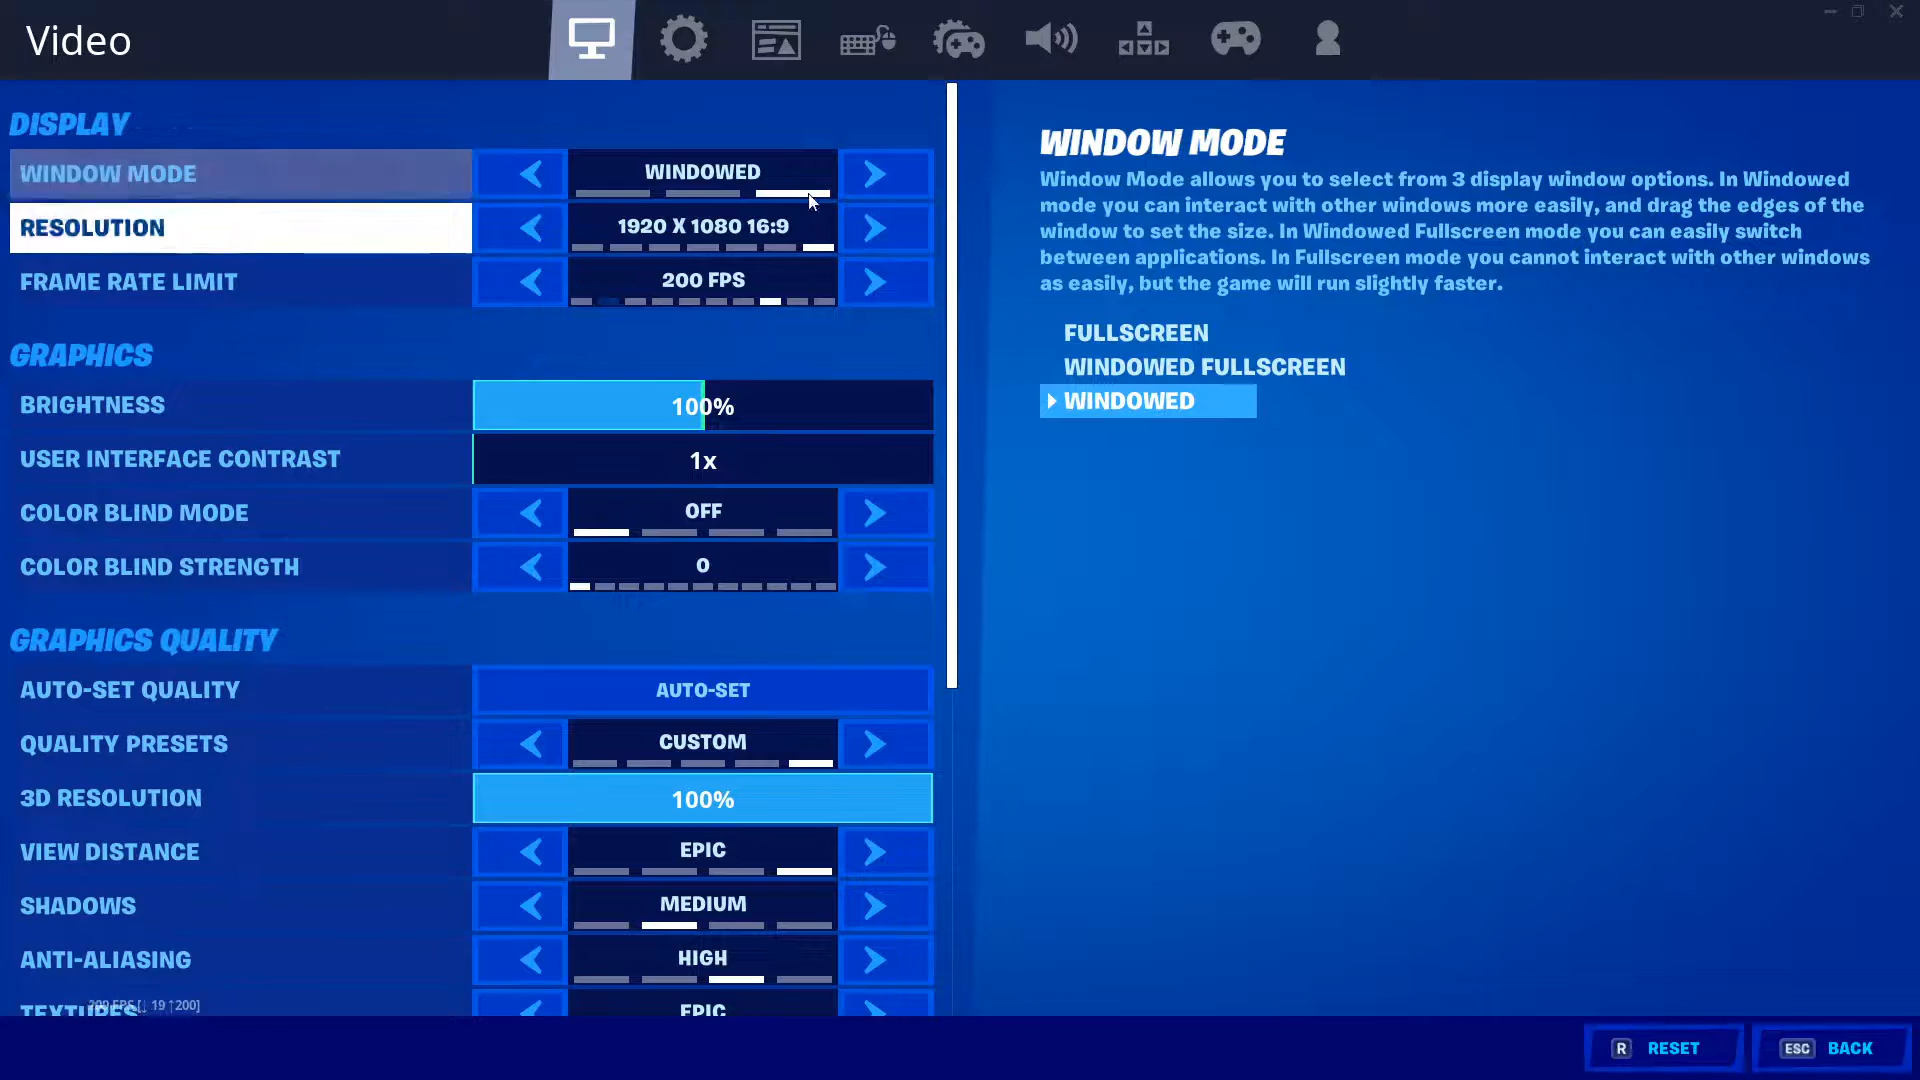 Video
DISPLAY
WINDOW MODE
WINDOWED
RESOLUTION
1920 X 1080 16:9
FRAME RATE LIMIT
200 FPS
GRAPHICS
BRIGHTNESS
100%
USER INTERFACE CONTRAST
1x
COLOR BLIND MODE
OFF
COLOR BLIND STRENGTH
0
GRAPHICS QUALITY
AUTO-SET QUALITY
AUTO-SET
QUALITY PRESETS
CUSTOM
3D RESOLUTION
100%
VIEW DISTANCE
EPIC
SHADOWS
MEDIUM
ANTI-ALIASING
HIGH
TEXTURES
EPIC
200 FPS [↓ 19 ↑200]
WINDOW MODE
Window Mode allows you to select from 3 display window options. In Windowed
mode you can interact with other windows more easily, and drag the edges of the
window to set the size. In Windowed Fullscreen mode you can easily switch
between applications. In Fullscreen mode you cannot interact with other windows
as easily, but the game will run slightly faster.
FULLSCREEN
WINDOWED FULLSCREEN
WINDOWED
R RESET
ESC BACK